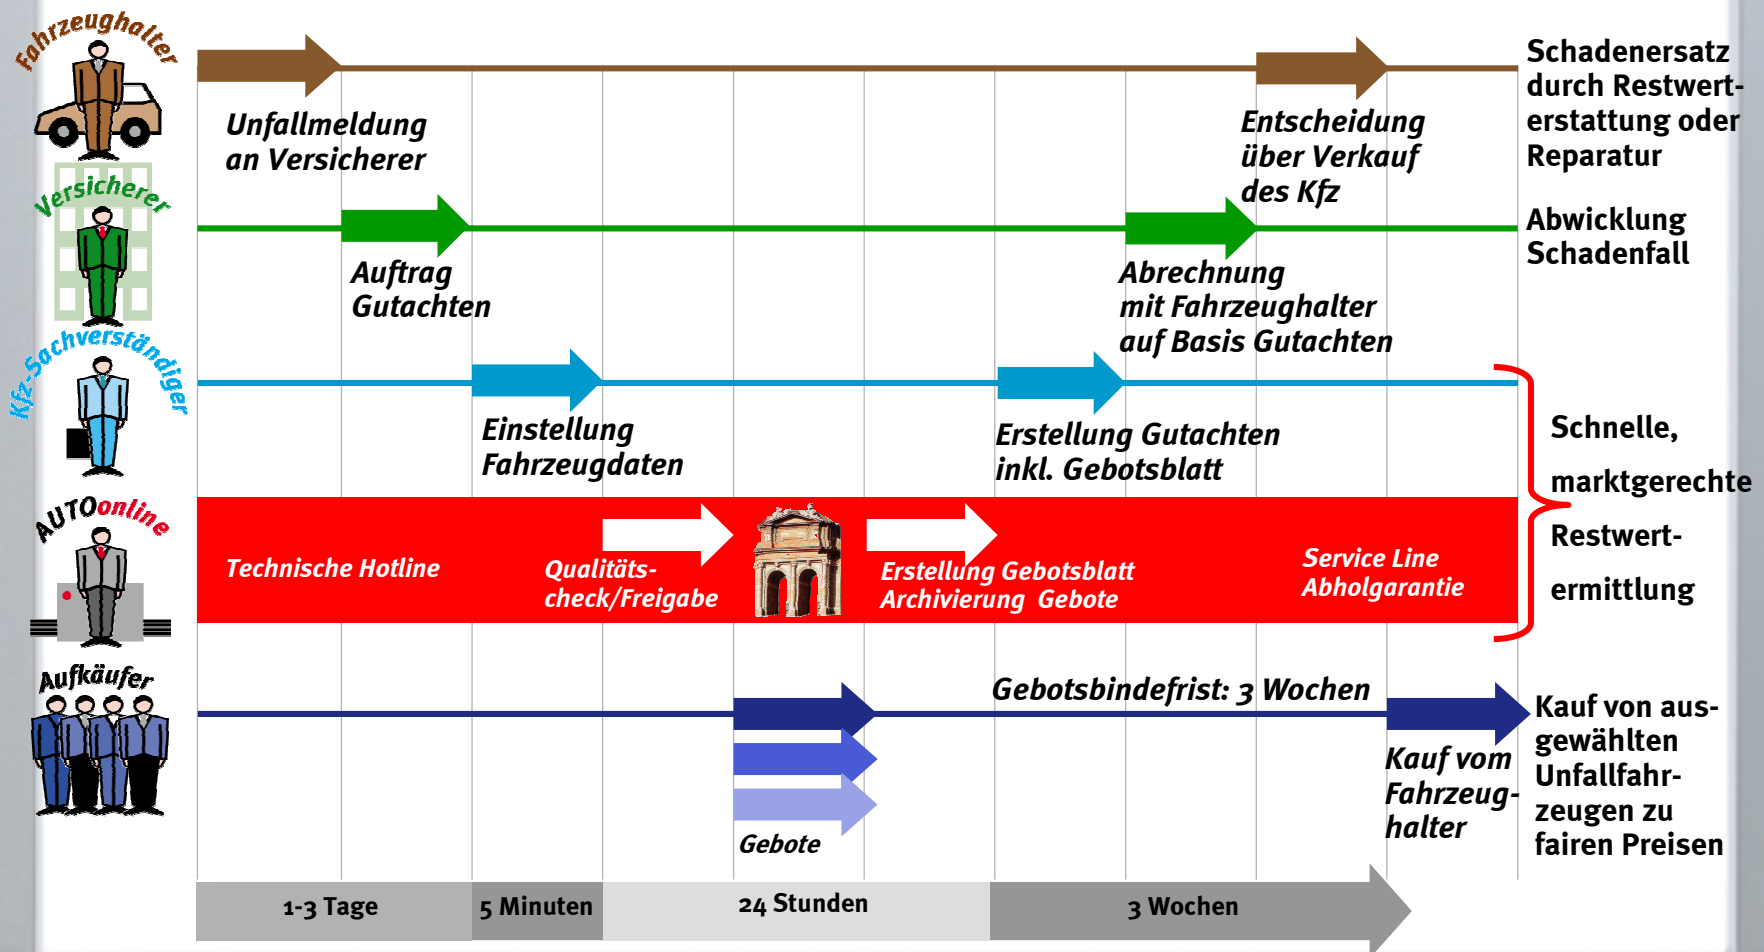 Fahrzeughalter
Unfallmeldung
an Versicherer
Entscheidung
über Verkauf
des Kfz
Schadenersatz
durch Restwert-
erstattung oder
Reparatur
Versicherer
Auftrag
Gutachten
Abrechnung
mit Fahrzeughalter
auf Basis Gutachten
Abwicklung
Schadenfall
Kfz-Sachverständiger
Einstellung
Fahrzeugdaten
Erstellung Gutachten
inkl. Gebotsblatt
Schnelle,
marktgerechte
Restwert-
ermittlung
AUTOonline
Technische Hotline
Qualitäts-
check/Freigabe
Erstellung Gebotsblatt
Archivierung Gebote
Service Line
Abholgarantie
Aufkäufer
Gebote
Gebotsbindefrist: 3 Wochen
Kauf vom
Fahrzeug-
halter
Kauf von aus-
gewählten
Unfallfahr-
zeugen zu
fairen Preisen
1-3 Tage
5 Minuten
24 Stunden
3 Wochen